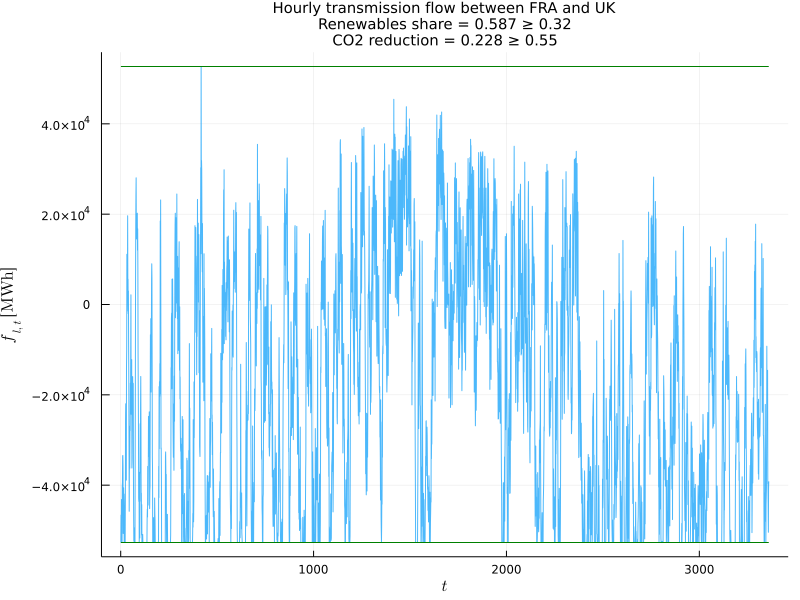 Hourly transmission flow between FRA and UK
Renewables share = 0.587 ≥ 0.32
CO2 reduction = 0.228 ≥ 0.55
4.0×10⁴
2.0×10⁴
0
−2.0×10⁴
−4.0×10⁴
f_{l,t} [MWh]
0 1000 2000 3000
t